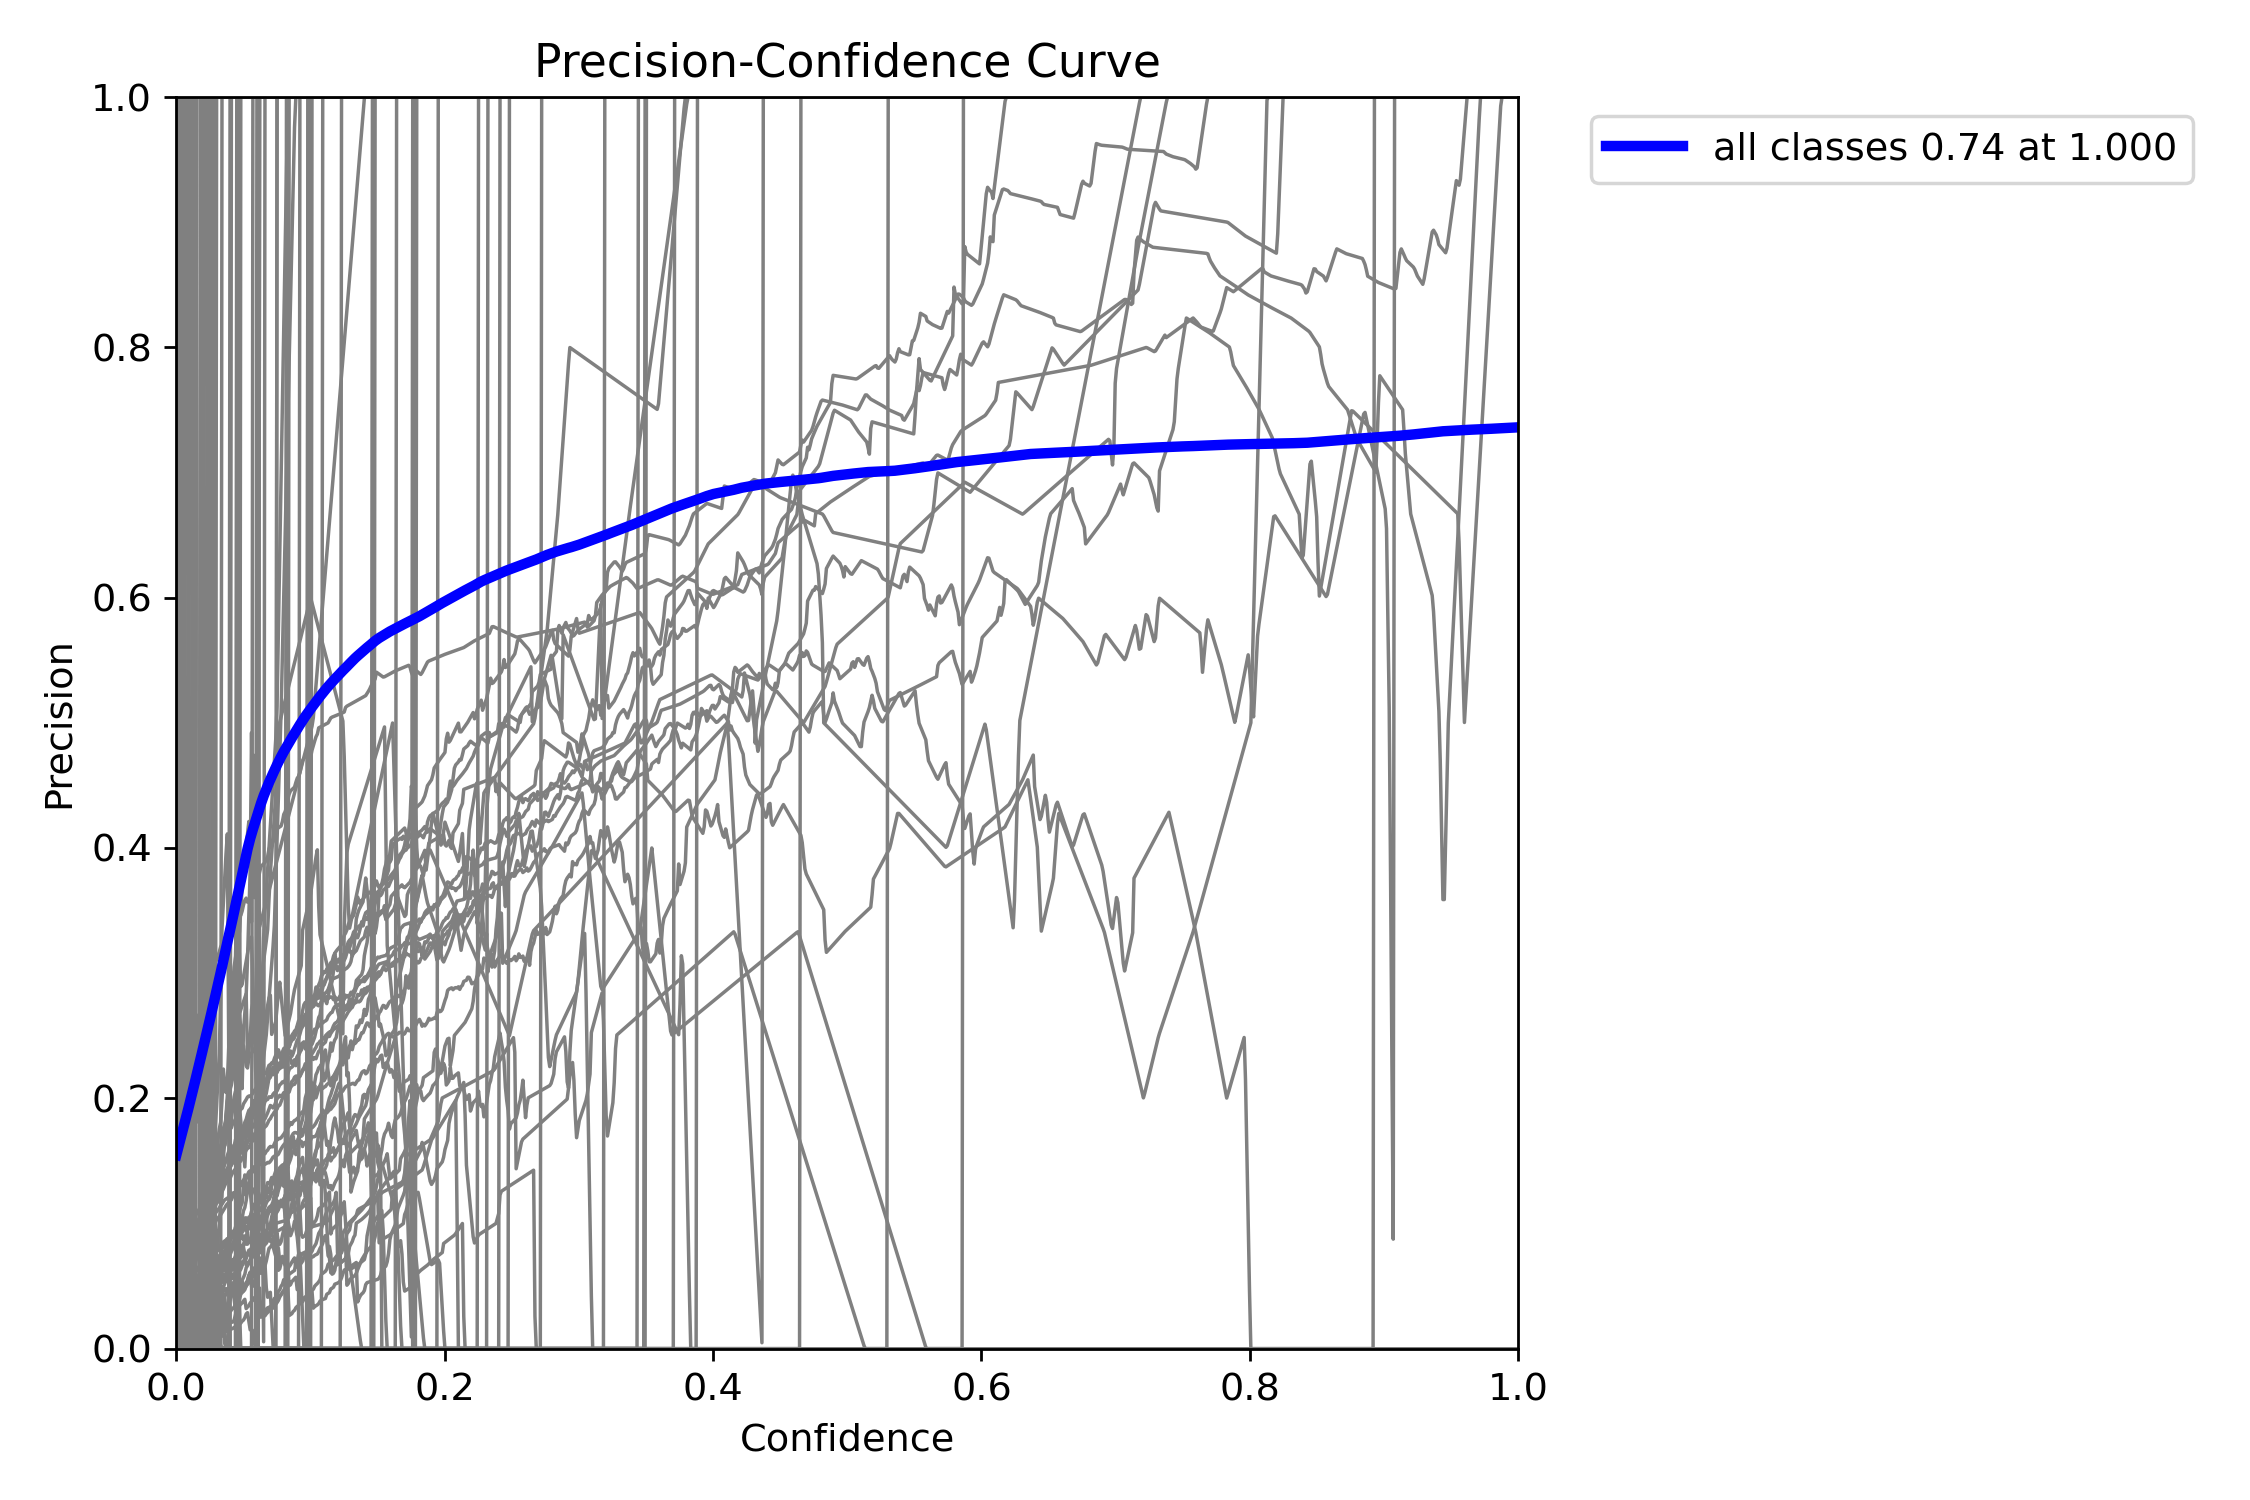 Precision-Confidence Curve
all classes 0.74 at 1.000
1.0
0.8
0.6
0.4
0.2
0.0
Precision
0.0 0.2 0.4 0.6 0.8 1.0
Confidence